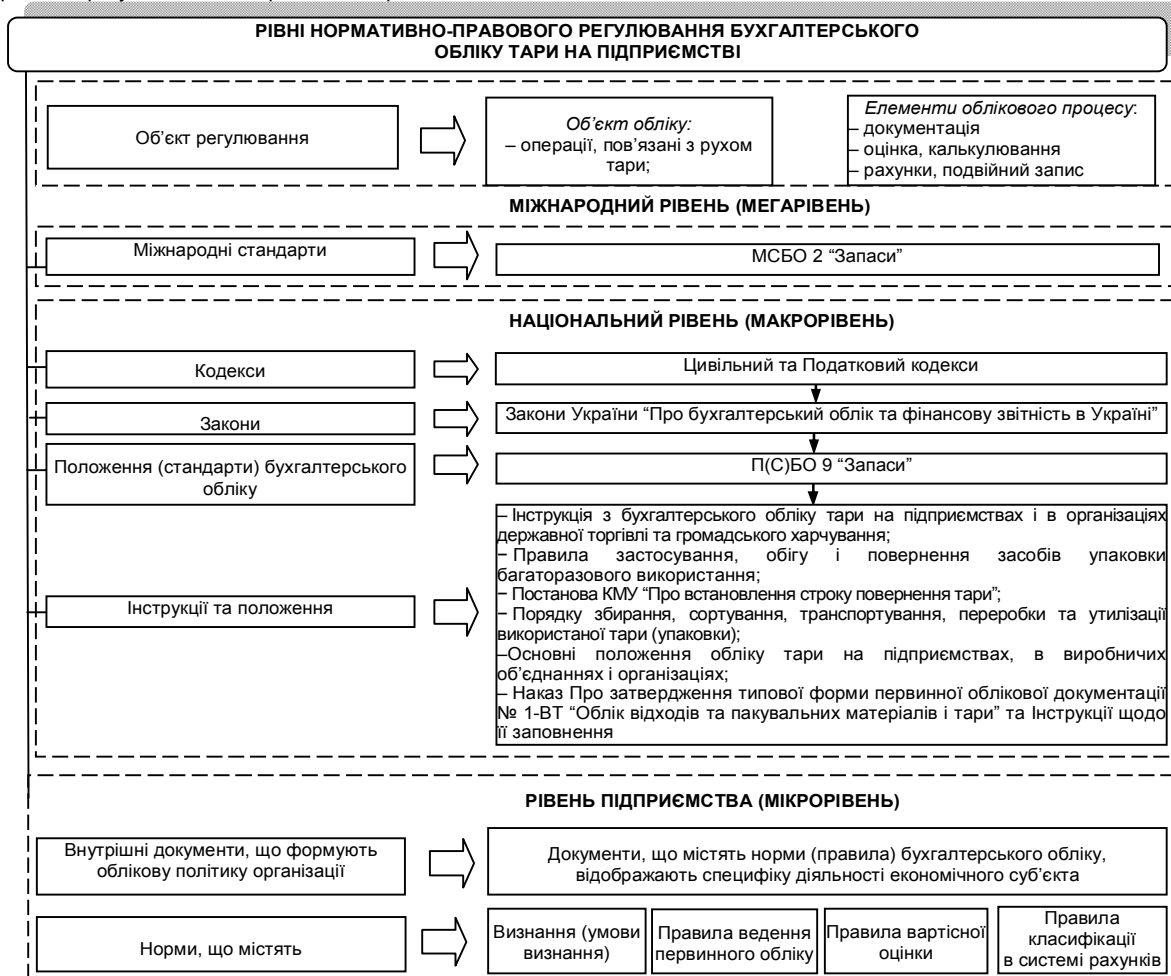 РІВНІ НОРМАТИВНО-ПРАВОВОГО РЕГУЛЮВАННЯ БУХГАЛТЕРСЬКОГО
ОБЛІКУ ТАРИ НА ПІДПРИЄМСТВІ
Об’єкт регулювання
Об’єкт обліку:
– операції, пов’язані з рухом
тари;
Елементи облікового процесу:
– документація
– оцінка, калькулювання
– рахунки, подвійний запис
МІЖНАРОДНИЙ РІВЕНЬ (МЕГАРІВЕНЬ)
Міжнародні стандарти
МСБО 2 “Запаси”
НАЦІОНАЛЬНИЙ РІВЕНЬ (МАКРОРІВЕНЬ)
Кодекси
Цивільний та Податковий кодекси
Закони
Закони України “Про бухгалтерський облік та фінансову звітність в Україні”
Положення (стандарти) бухгалтерського
обліку
П(С)БО 9 “Запаси”
Інструкції та положення
– Інструкція з бухгалтерського обліку тари на підприємствах і в організаціях
державної торгівлі та громадського харчування;
– Правила застосування, обігу і повернення засобів упаковки
багаторазового використання;
– Постанова КМУ “Про встановлення строку повернення тари”;
– Порядку збирання, сортування, транспортування, переробки та утилізації
використаної тари (упаковки);
–Основні положення обліку тари на підприємствах, в виробничих
об’єднаннях і організаціях;
– Наказ Про затвердження типової форми первинної облікової документації
№ 1-ВТ “Облік відходів та пакувальних матеріалів і тари” та Інструкції щодо
її заповнення
РІВЕНЬ ПІДПРИЄМСТВА (МІКРОРІВЕНЬ)
Внутрішні документи, що формують
облікову політику організації
Документи, що містять норми (правила) бухгалтерського обліку,
відображають специфіку діяльності економічного суб’єкта
Норми, що містять
Визнання (умови
визнання)
Правила ведення
первинного обліку
Правила вартісної
оцінки
Правила
класифікації
в системі рахунків